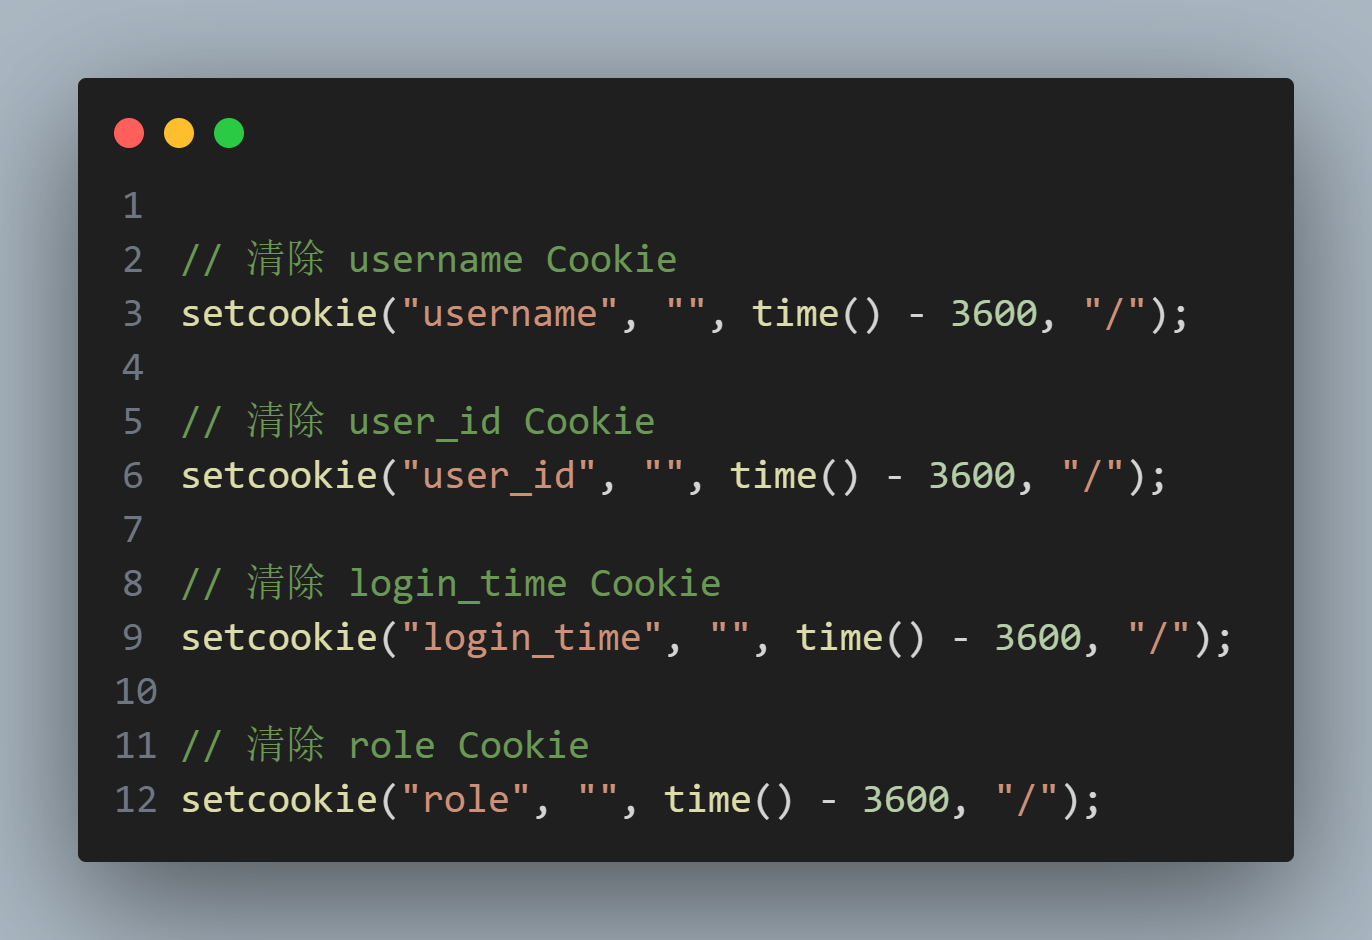 1
2 // 清除 username Cookie
3 setcookie("username", "", time() - 3600, "/");
4
5 // 清除 user_id Cookie
6 setcookie("user_id", "", time() - 3600, "/");
7
8 // 清除 login_time Cookie
9 setcookie("login_time", "", time() - 3600, "/");
10
11 // 清除 role Cookie
12 setcookie("role", "", time() - 3600, "/");